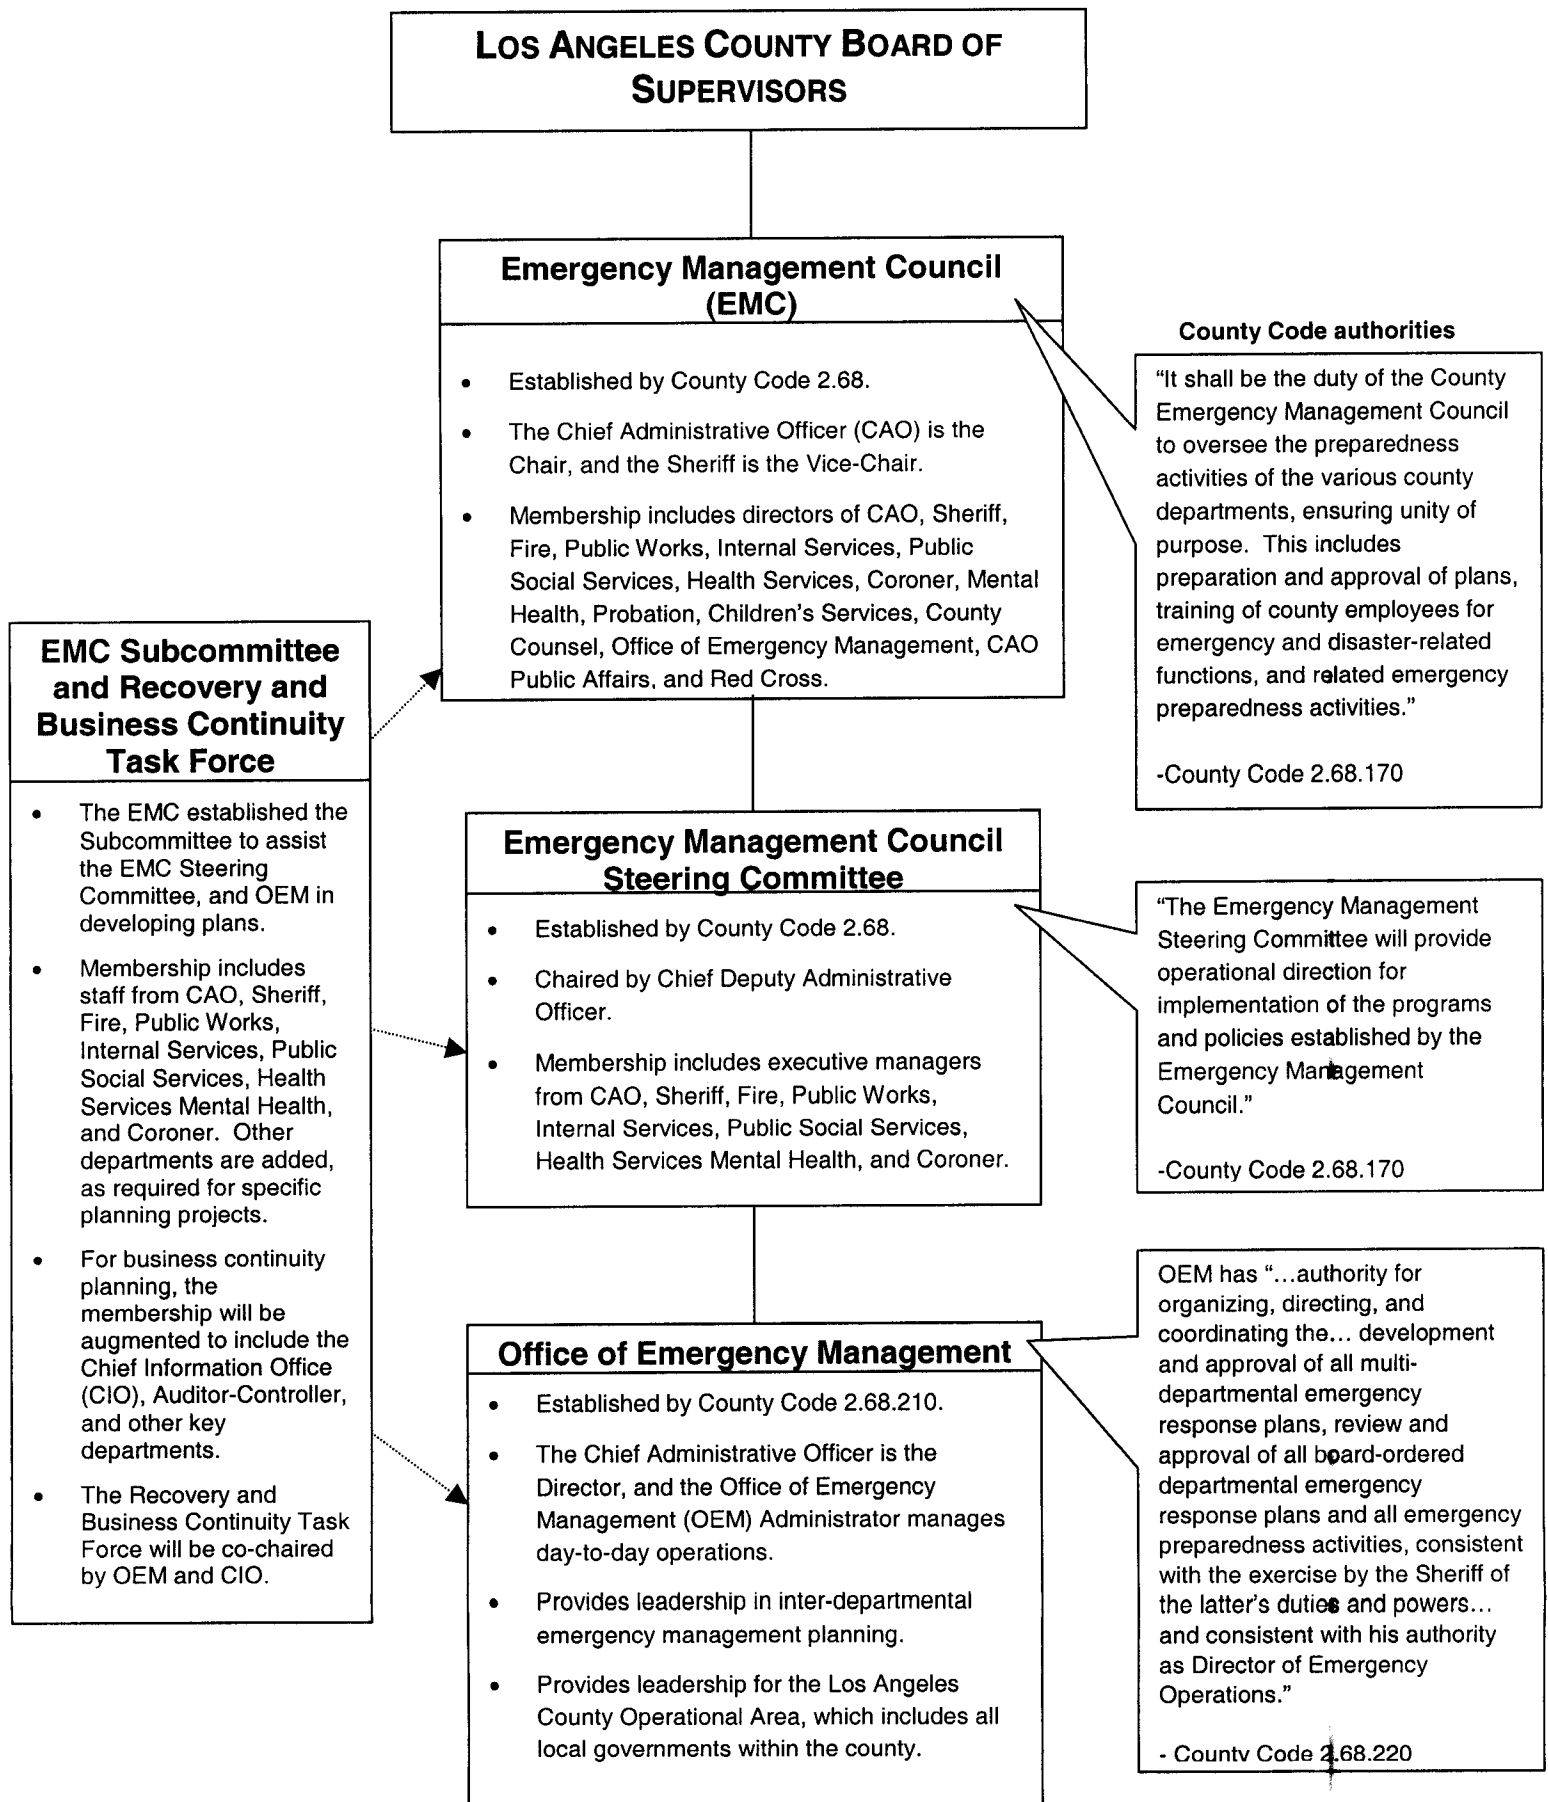 LOS ANGELES COUNTY BOARD OF
SUPERVISORS
Emergency Management Council
(EMC)
• Established by County Code 2.68.
• The Chief Administrative Officer (CAO) is the
Chair, and the Sheriff is the Vice-Chair.
• Membership includes directors of CAO, Sheriff,
Fire, Public Works, Internal Services, Public
Social Services, Health Services, Coroner, Mental
Health, Probation, Children's Services, County
Counsel, Office of Emergency Management, CAO
Public Affairs, and Red Cross.
County Code authorities
“It shall be the duty of the County
Emergency Management Council
to oversee the preparedness
activities of the various county
departments, ensuring unity of
purpose. This includes
preparation and approval of plans,
training of county employees for
emergency and disaster-related
functions, and related emergency
preparedness activities.”
-County Code 2.68.170
EMC Subcommittee
and Recovery and
Business Continuity
Task Force
• The EMC established the
Subcommittee to assist
the EMC Steering
Committee, and OEM in
developing plans.
• Membership includes
staff from CAO, Sheriff,
Fire, Public Works,
Internal Services, Public
Social Services, Health
Services Mental Health,
and Coroner. Other
departments are added,
as required for specific
planning projects.
• For business continuity
planning, the
membership will be
augmented to include the
Chief Information Office
(CIO), Auditor-Controller,
and other key
departments.
• The Recovery and
Business Continuity Task
Force will be co-chaired
by OEM and CIO.
Emergency Management Council
Steering Committee
• Established by County Code 2.68.
• Chaired by Chief Deputy Administrative
Officer.
• Membership includes executive managers
from CAO, Sheriff, Fire, Public Works,
Internal Services, Public Social Services,
Health Services Mental Health, and Coroner.
“The Emergency Management
Steering Committee will provide
operational direction for
implementation of the programs
and policies established by the
Emergency Management
Council.”
-County Code 2.68.170
Office of Emergency Management
• Established by County Code 2.68.210.
• The Chief Administrative Officer is the
Director, and the Office of Emergency
Management (OEM) Administrator manages
day-to-day operations.
• Provides leadership in inter-departmental
emergency management planning.
• Provides leadership for the Los Angeles
County Operational Area, which includes all
local governments within the county.
OEM has “…authority for
organizing, directing, and
coordinating the… development
and approval of all multi-
departmental emergency
response plans, review and
approval of all board-ordered
departmental emergency
response plans and all emergency
preparedness activities, consistent
with the exercise by the Sheriff of
the latter's duties and powers…
and consistent with his authority
as Director of Emergency
Operations.”
- County Code 2.68.220